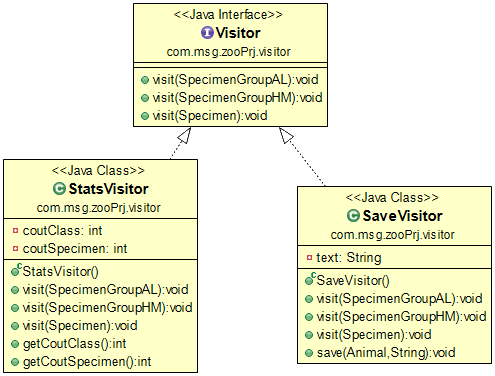 <<Java Interface>>
Visitor
com.msg.zooPrj.visitor
visit(SpecimenGroupAL):void
visit(SpecimenGroupHM):void
visit(Specimen):void
<<Java Class>>
StatsVisitor
com.msg.zooPrj.visitor
coutClass: int
coutSpecimen: int
StatsVisitor()
visit(SpecimenGroupAL):void
visit(SpecimenGroupHM):void
visit(Specimen):void
getCoutClass():int
getCoutSpecimen():int
<<Java Class>>
SaveVisitor
com.msg.zooPrj.visitor
text: String
SaveVisitor()
visit(SpecimenGroupAL):void
visit(SpecimenGroupHM):void
visit(Specimen):void
save(Animal,String):void